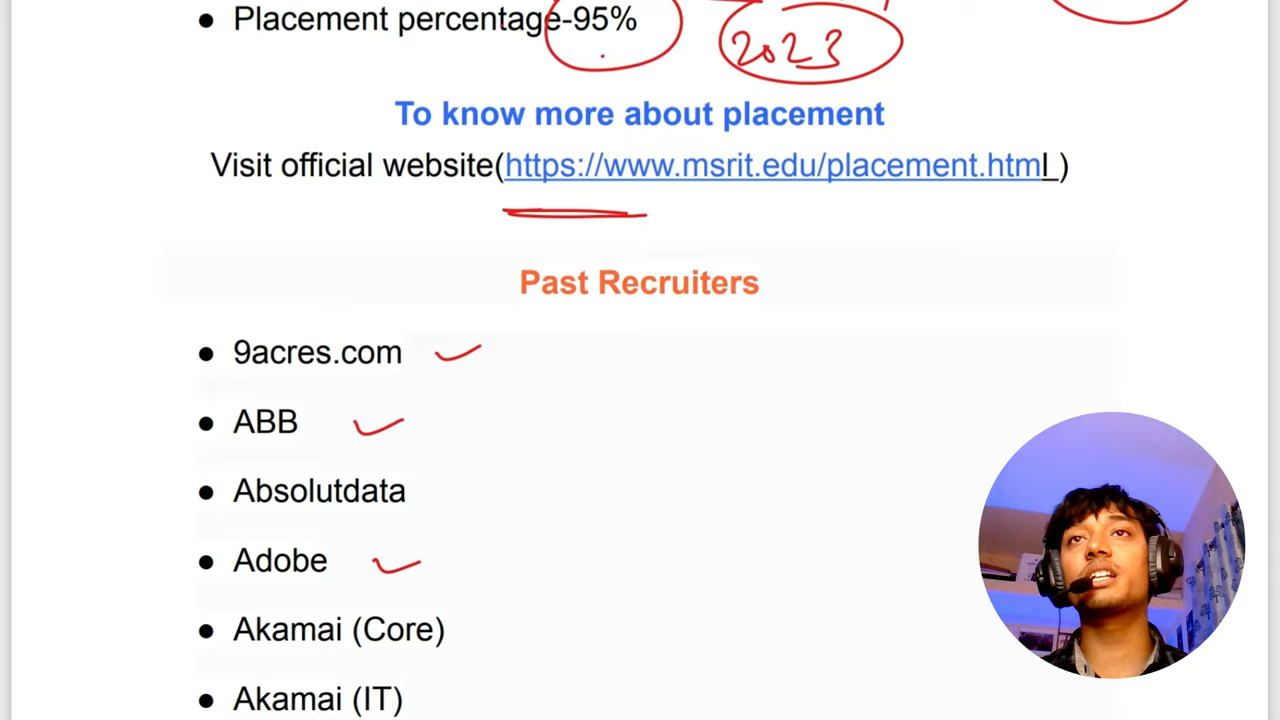 ● Placement percentage-95%
2023
To know more about placement
Visit official website(https://www.msrit.edu/placement.html )
Past Recruiters
● 9acres.com
● ABB
● Absolutdata
● Adobe
● Akamai (Core)
● Akamai (IT)